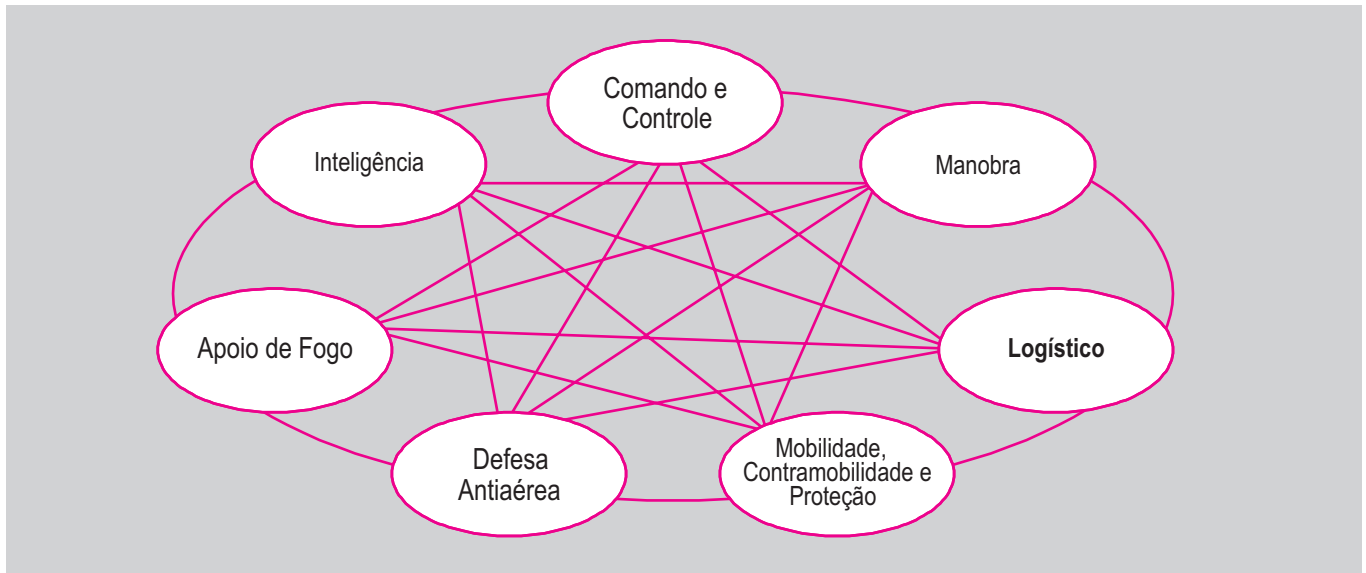 Comando e
Controle
Inteligência
Manobra
Apoio de Fogo
Logístico
Defesa
Antiaérea
Mobilidade,
Contramobilidade e
Proteção